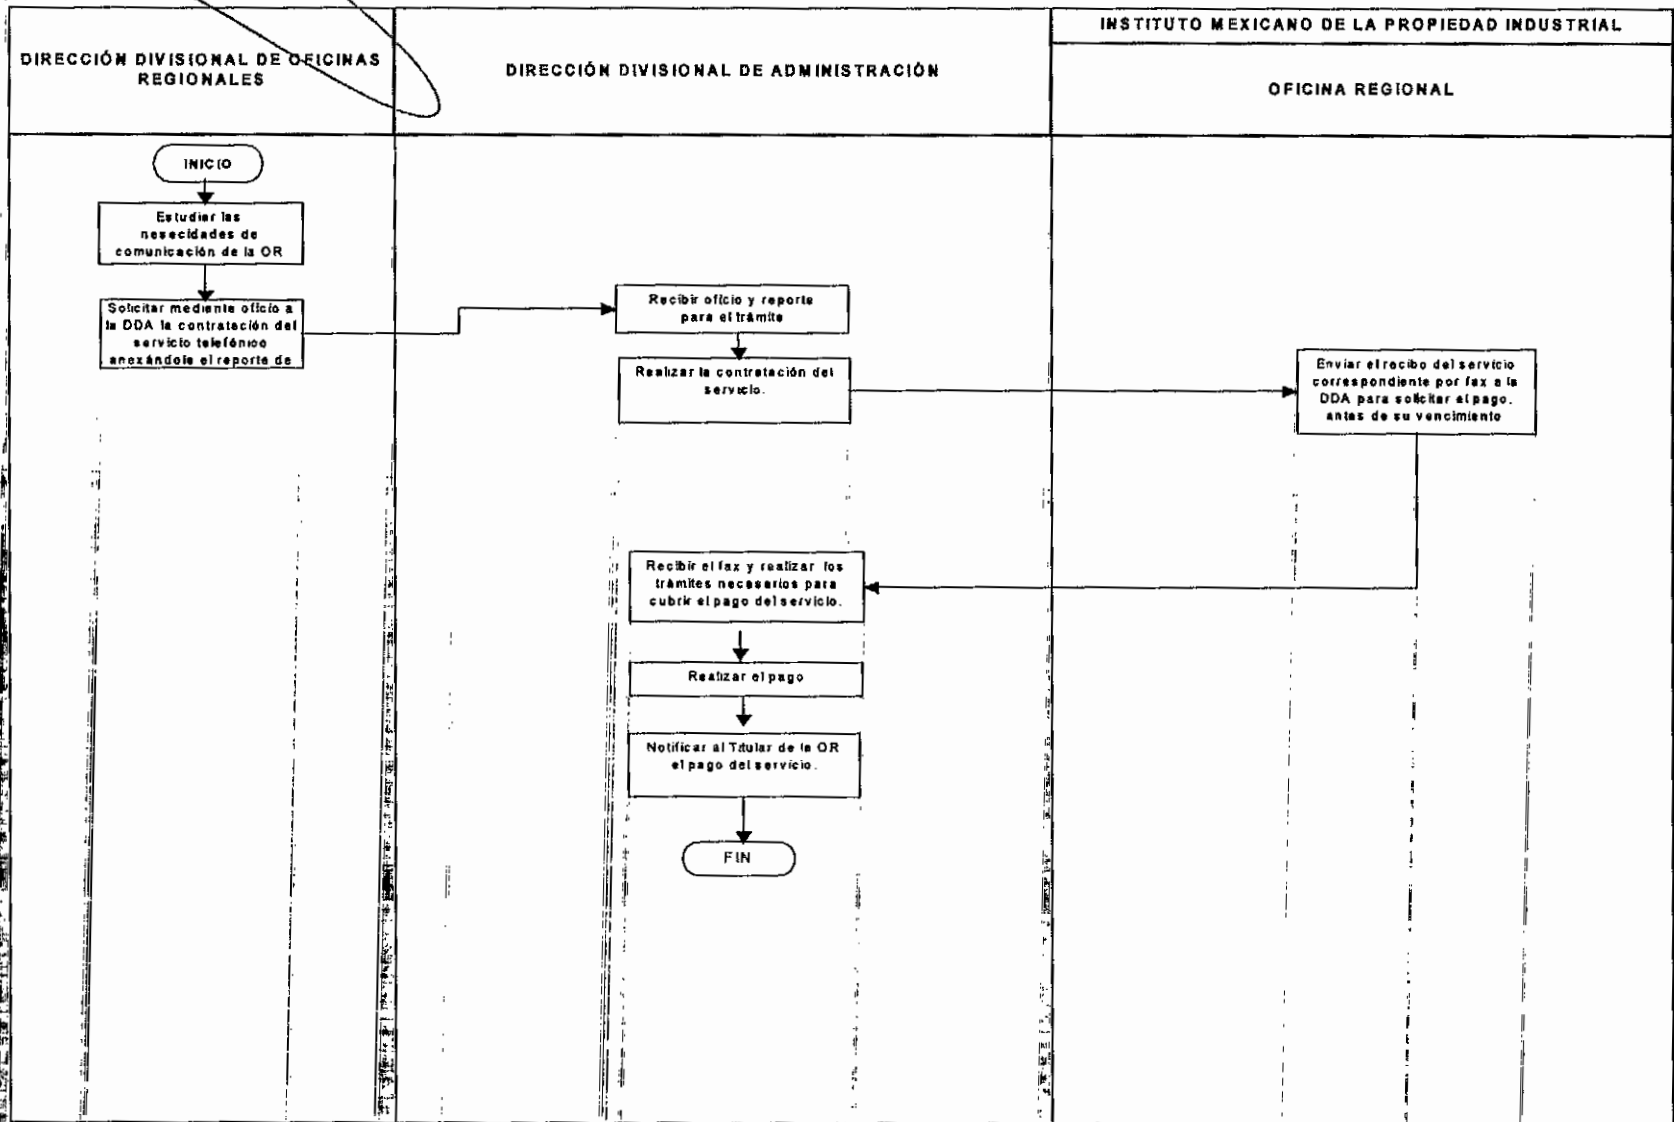 INSTITUTO MEXICANO DE LA PROPIEDAD INDUSTRIAL
DIRECCIÓN DIVISIONAL DE OFICINAS
REGIONALES
DIRECCIÓN DIVISIONAL DE ADMINISTRACIÓN
OFICINA REGIONAL
INICIO
Estudiar las
nesecidades de
comunicación de la OR
Solicitar mediente oficio a
la DDA la contratación del
servicio telefónico
anexándole el reporte de
Recibir oficio y reporte
para el trámite
Realizar la contratación del
servicio.
Enviar el recibo del servicio
correspondiente por fax a la
DDA para solicitar el pago.
antes de su vencimiento
Recibir el fax y realizar los
trámites necesarios para
cubrir el pago del servicio.
Realizar el pago
Notificar al Titular de la OR
el pago del servicio.
FIN